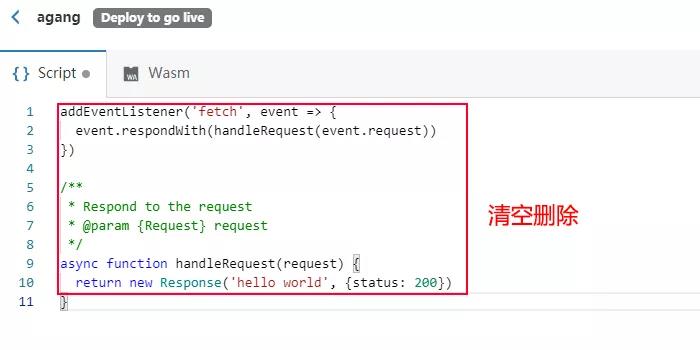 agang Deploy to go live
{} Script Wasm
1 addEventListener('fetch', event => {
2 event.respondWith(handleRequest(event.request))
3 })
4
5 /**
6 * Respond to the request
7 * @param {Request} request
8 */
9 async function handleRequest(request) {
10 return new Response('hello world', {status: 200})
11 }
清空删除